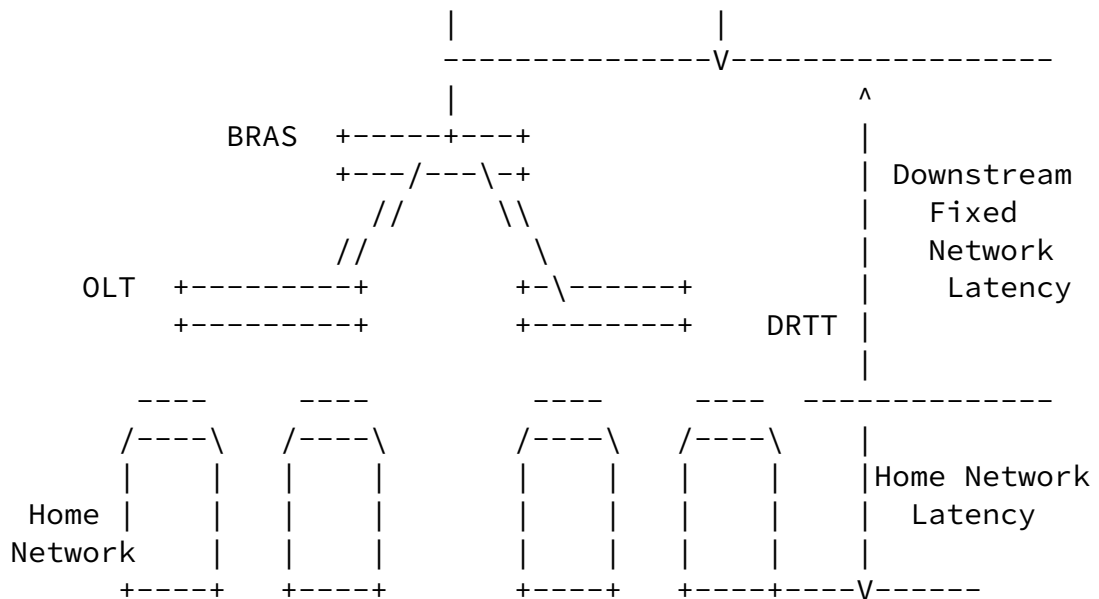 BRAS
Downstream
Fixed
Network
OLT
Latency
DRTT
Home Network
Home
Latency
Network